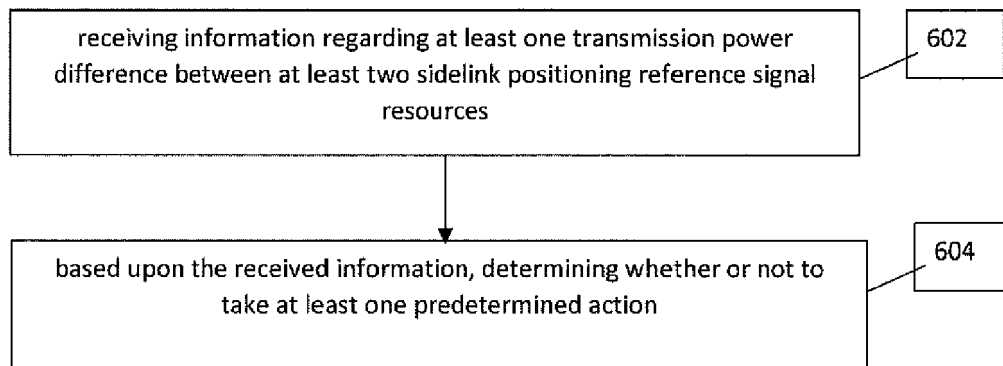 receiving information regarding at least one transmission power
difference between at least two sidelink positioning reference signal
resources
602
based upon the received information, determining whether or not to
take at least one predetermined action
604